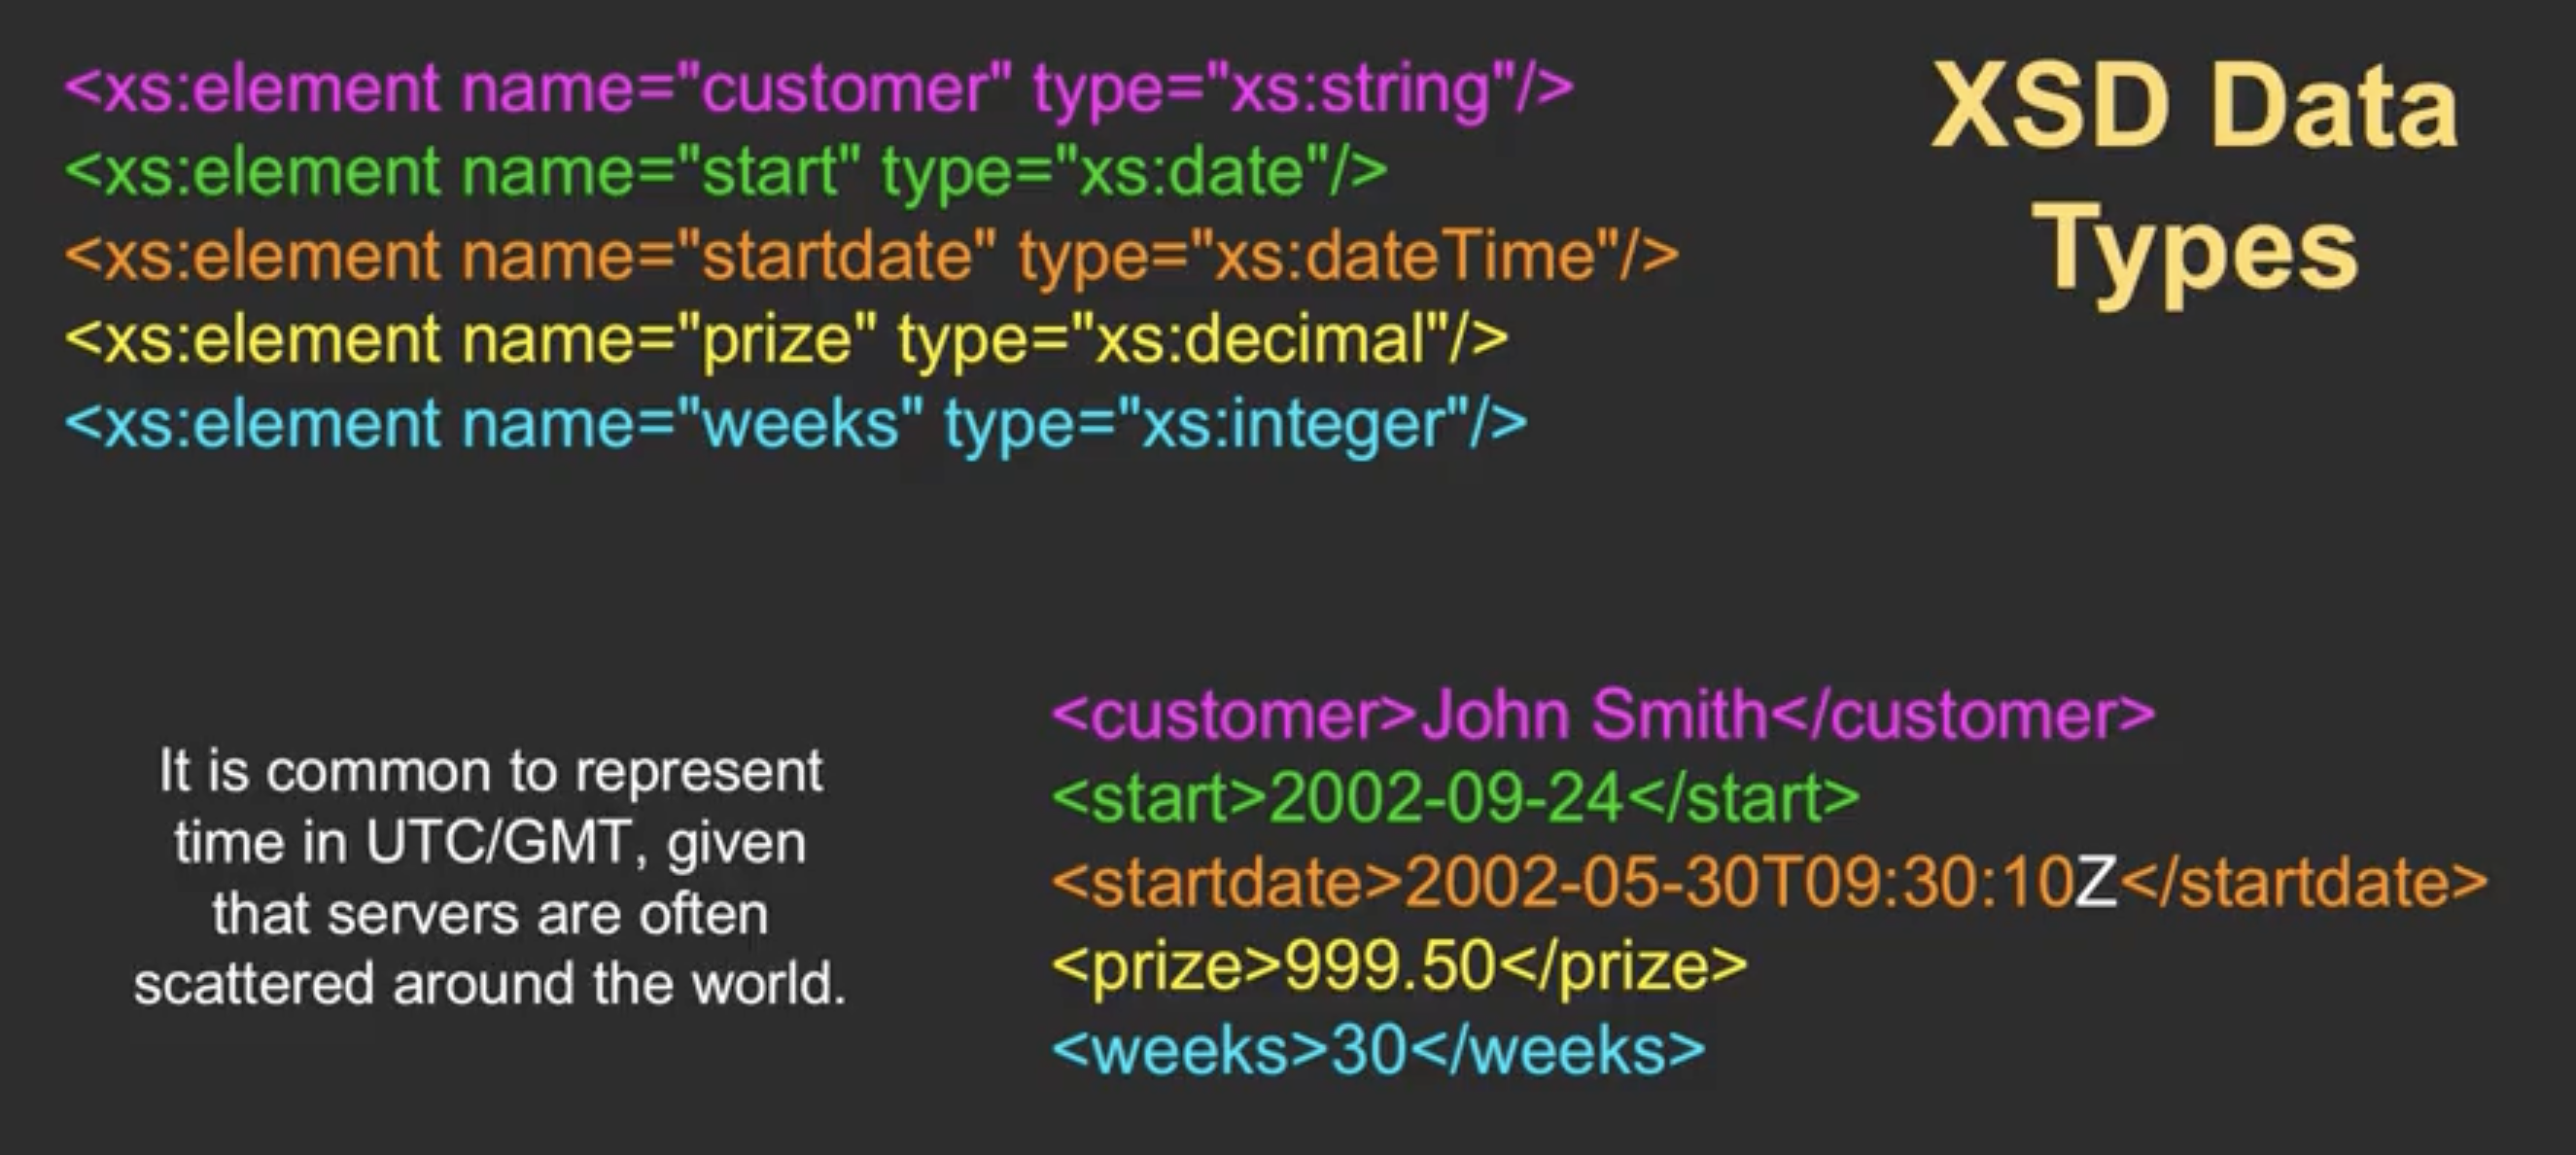 <xs:element name="customer" type="xs:string"/>
<xs:element name="start" type="xs:date"/>
<xs:element name="startdate" type="xs:dateTime"/>
<xs:element name="prize" type="xs:decimal"/>
<xs:element name="weeks" type="xs:integer"/>
XSD Data
Types
It is common to represent
time in UTC/GMT, given
that servers are often
scattered around the world.
<customer>John Smith</customer>
<start>2002-09-24</start>
<startdate>2002-05-30T09:30:10Z</startdate>
<prize>999.50</prize>
<weeks>30</weeks>